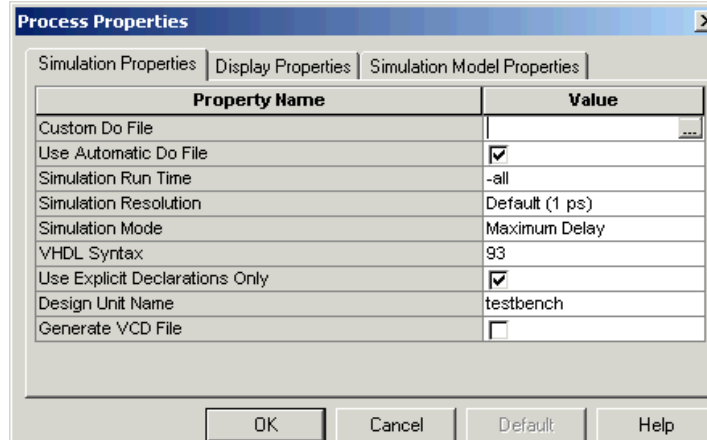 Process Properties
Simulation Properties Display Properties Simulation Model Properties
Property Name Value
Custom Do File ...
Use Automatic Do File
Simulation Run Time -all
Simulation Resolution Default (1 ps)
Simulation Mode Maximum Delay
VHDL Syntax 93
Use Explicit Declarations Only
Design Unit Name testbench
Generate VCD File
OK Cancel Default Help